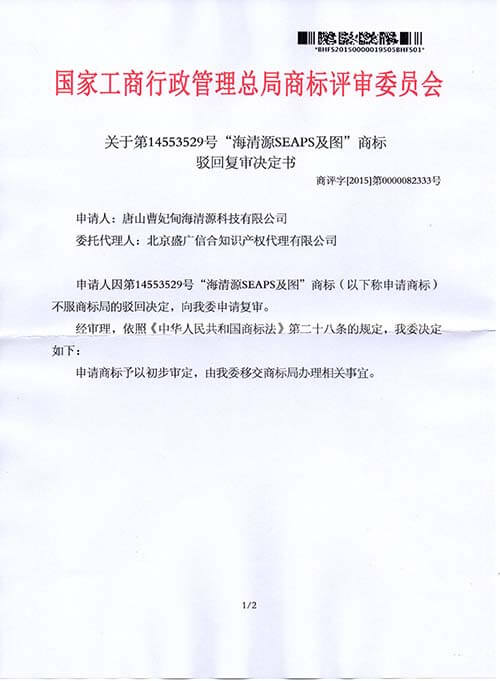 *BHFS20150000019505BHFS01*
国家工商行政管理总局商标评审委员会
关于第14553529号“海清源SEAPS及图”商标
驳回复审决定书
商评字[2015]第0000082333号
申请人：唐山曹妃甸海清源科技有限公司
委托代理人：北京盛广信合知识产权代理有限公司
申请人因第14553529号“海清源SEAPS及图”商标（以下称申请商标）
不服商标局的驳回决定，向我委申请复审。
经审理，依照《中华人民共和国商标法》第二十八条的规定，我委决定
如下：
申请商标予以初步审定，由我委移交商标局办理相关事宜。
1/2